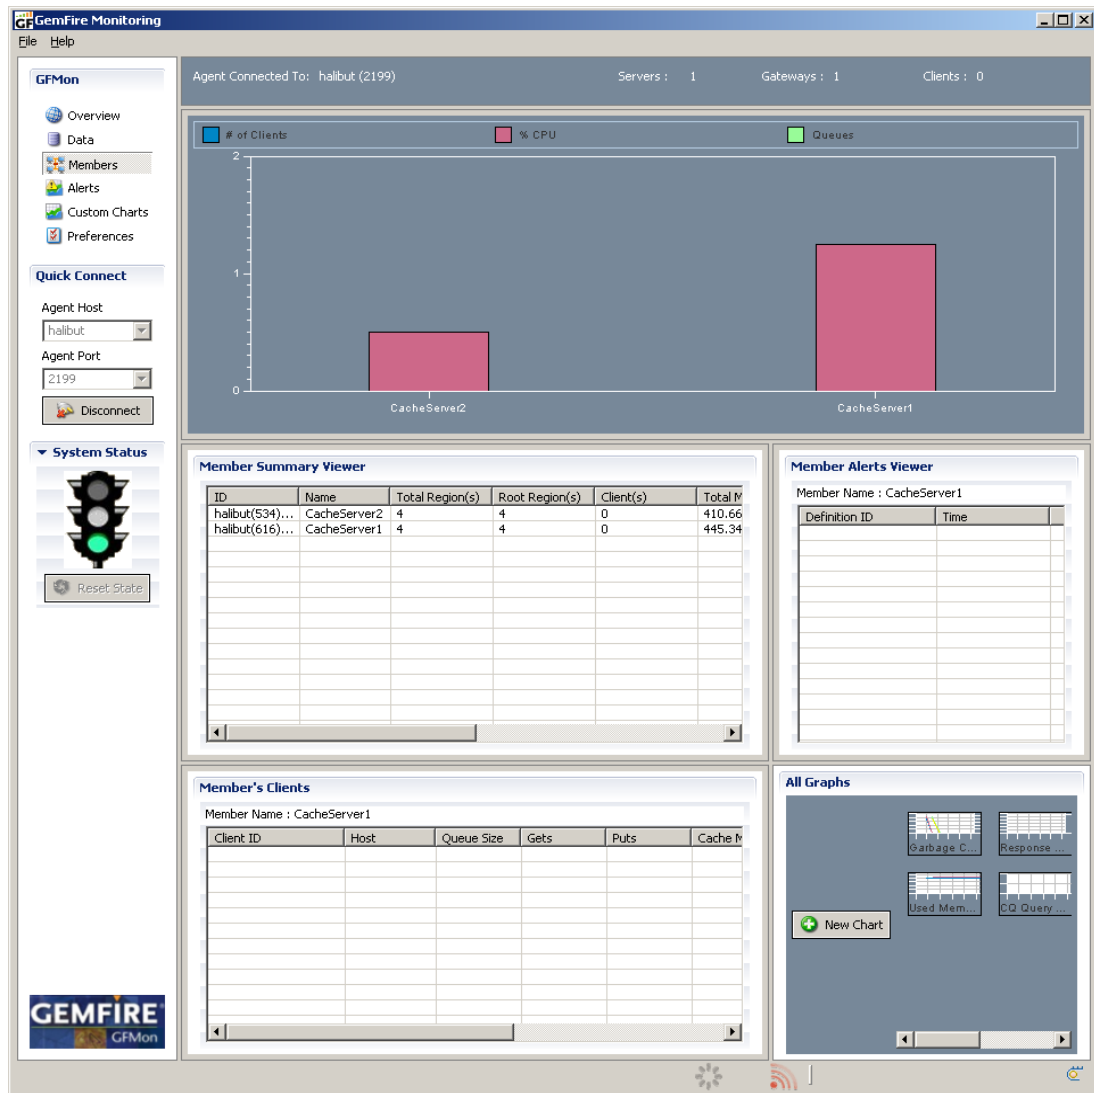 GF GemFire Monitoring
File Help
GFMon
Overview
Data
Members
Alerts
Custom Charts
Preferences
Quick Connect
Agent Host
halibut
Agent Port
2199
Disconnect
System Status
Reset State
GEMFIRE
GFMon
Agent Connected To: halibut (2199) Servers : 1 Gateways : 1 Clients : 0
# of Clients % CPU Queues
2
1
0
CacheServer2 CacheServer1
Member Summary Viewer
ID Name Total Region(s) Root Region(s) Client(s) Total M
halibut(534)... CacheServer2 4 4 0 410.66
halibut(616)... CacheServer1 4 4 0 445.34
Member Alerts Viewer
Member Name : CacheServer1
Definition ID Time
Member's Clients
Member Name : CacheServer1
Client ID Host Queue Size Gets Puts Cache M
All Graphs
Garbage C... Response ...
Used Mem... CQ Query ...
New Chart